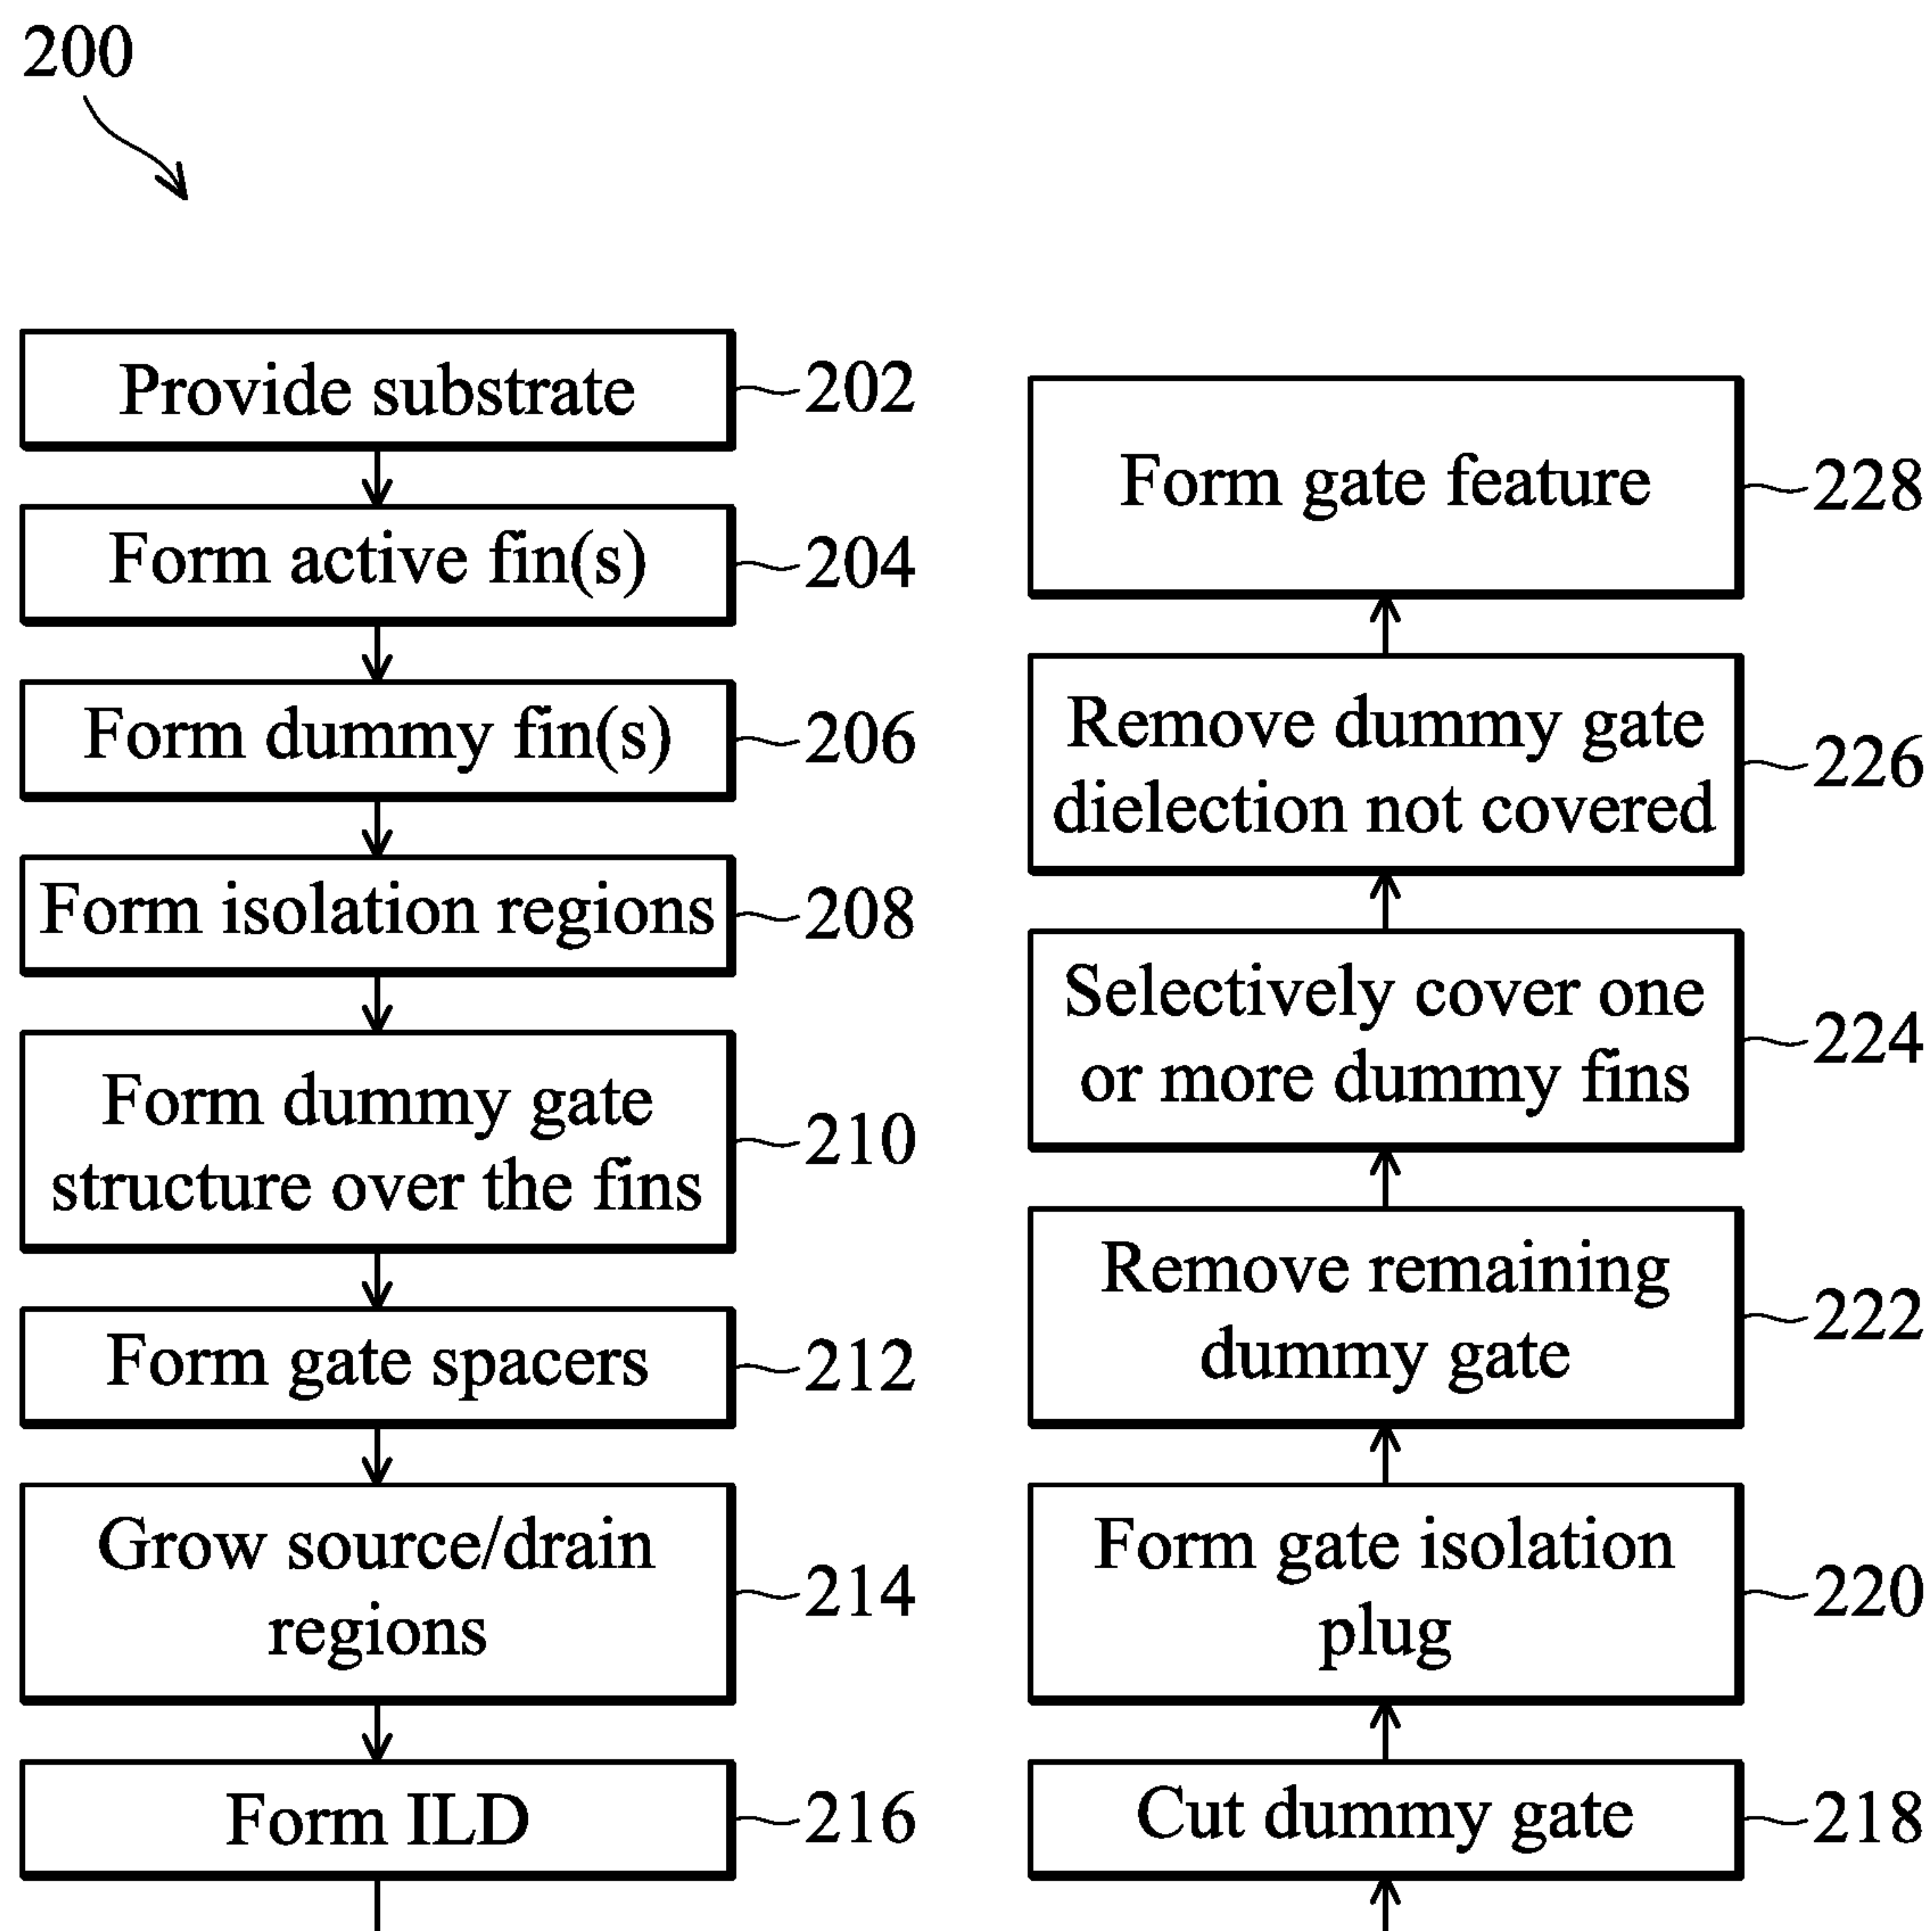 200
Provide substrate
202
Form active fin(s)
204
Form dummy fin(s)
206
Form isolation regions
208
Form dummy gate
structure over the fins
210
Form gate spacers
212
Grow source/drain
regions
214
Form ILD
216
Form gate feature
228
Remove dummy gate
dielection not covered
226
Selectively cover one
or more dummy fins
224
Remove remaining
dummy gate
222
Form gate isolation
plug
220
Cut dummy gate
218